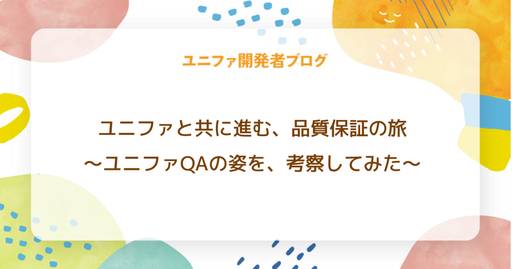 ユニファ開発者ブログ
ユニファと共に進む、品質保証の旅
〜ユニファQAの姿を、考察してみた〜